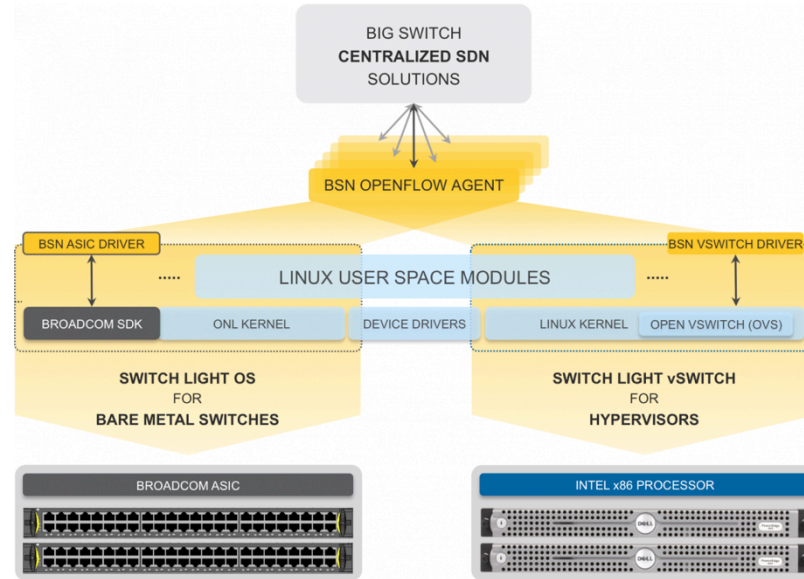 BIG SWITCH
CENTRALIZED SDN
SOLUTIONS
BSN OPENFLOW AGENT
BSN ASIC DRIVER
BSN VSWITCH DRIVER
.....
LINUX USER SPACE MODULES
.....
BROADCOM SDK
ONL KERNEL
DEVICE DRIVERS
LINUX KERNEL
OPEN VSWITCH (OVS)
SWITCH LIGHT OS
FOR
BARE METAL SWITCHES
SWITCH LIGHT vSWITCH
FOR
HYPERVISORS
BROADCOM ASIC
INTEL x86 PROCESSOR
DELL
DELL